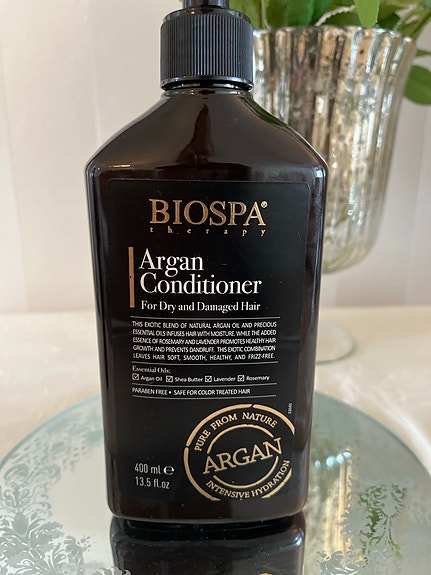 BIOSPA®
therapy
Argan
Conditioner
For Dry and Damaged Hair
THIS EXOTIC BLEND OF NATURAL ARGAN OIL AND PRECIOUS
ESSENTIAL OILS INFUSES HAIR WITH MOISTURE. WHILE THE ADDED
ESSENCE OF ROSEMARY AND LAVENDER PROMOTES HEALTHY HAIR
GROWTH AND PREVENTS DANDRUFF. THIS EXOTIC COMBINATION
LEAVES HAIR SOFT, SMOOTH, HEALTHY, AND FRIZZ-FREE.
Essential Oils:
☑ Argan Oil ☑ Shea Butter ☑ Lavender ☑ Rosemary
PARABEN FREE • SAFE FOR COLOR TREATED HAIR
PURE FROM NATURE
ARGAN
INTENSIVE HYDRATION
400 ml ℮
13.5 fl.oz